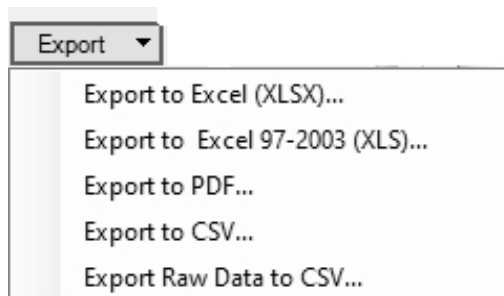 Export
Export to Excel (XLSX)...
Export to  Excel 97-2003 (XLS)...
Export to PDF...
Export to CSV...
Export Raw Data to CSV...